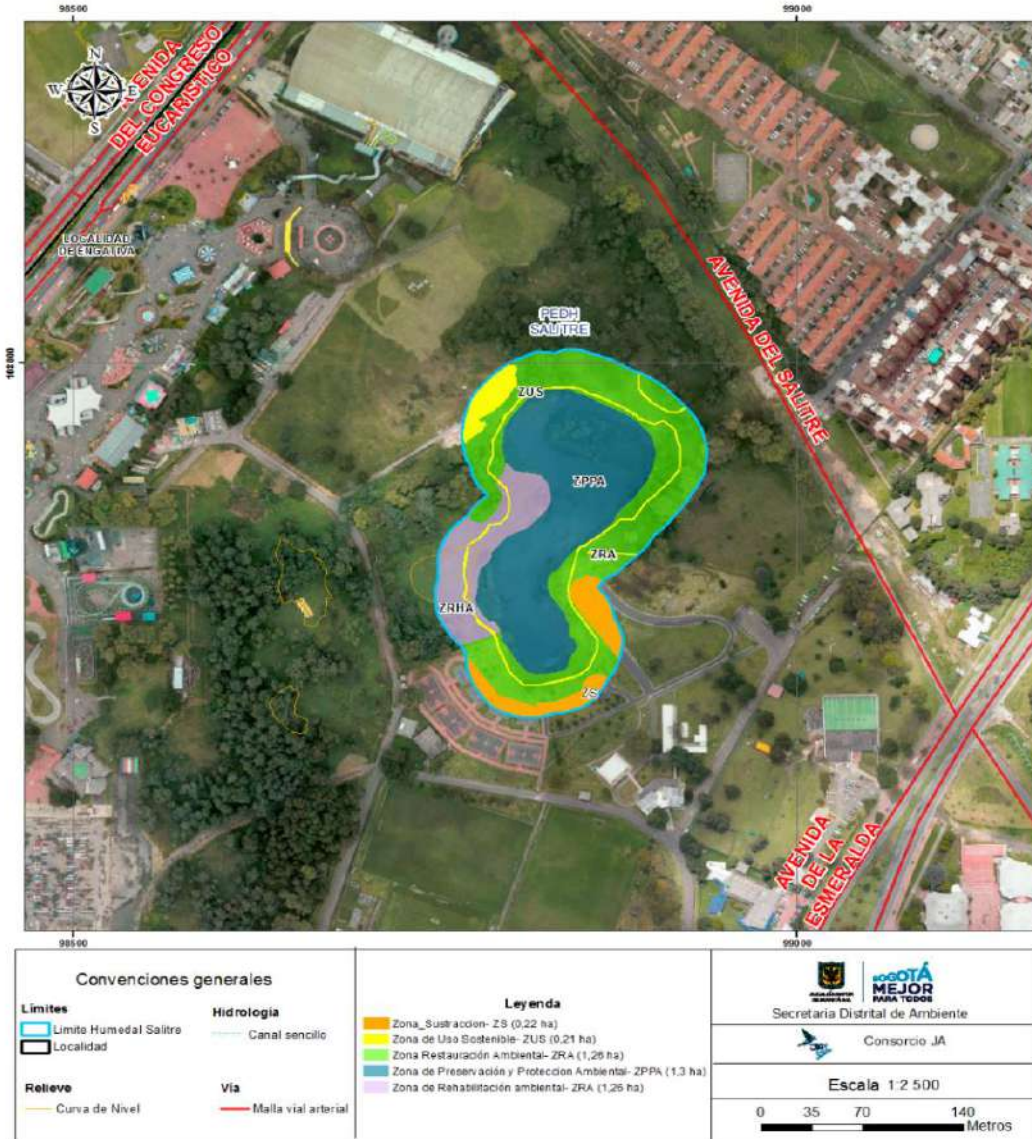 98500
99000
102000
N
W
E
S
AVENIDA
DEL CONGRESO
EUCARISTICO
LOCALIDAD
DE ENGATIVA
PEDH
SALITRE
AVENIDA DEL SALITRE
ZUS
ZPPA
ZRA
ZRHA
ZS
AVENIDA
DE LA
ESMERALDA
98500
99000
Convenciones generales
Límites
Limite Humedal Salitre
Localidad
Hidrología
Canal sencillo
Relieve
Curva de Nivel
Vía
Malla vial arterial
Leyenda
Zona_Sustraccion- ZS (0,22 ha)
Zona de Uso Sostenible- ZUS (0,21 ha)
Zona Restauración Ambiental- ZRA (1,26 ha)
Zona de Preservación y Protección Ambiental- ZPPA (1,3 ha)
Zona de Rehabilitación ambiental- ZRA (1,26 ha)
BOGOTÁ
MEJOR
PARA TODOS
Secretaria Distrital de Ambiente
Consorcio JA
Escala 1:2 500
0 35 70 140
Metros